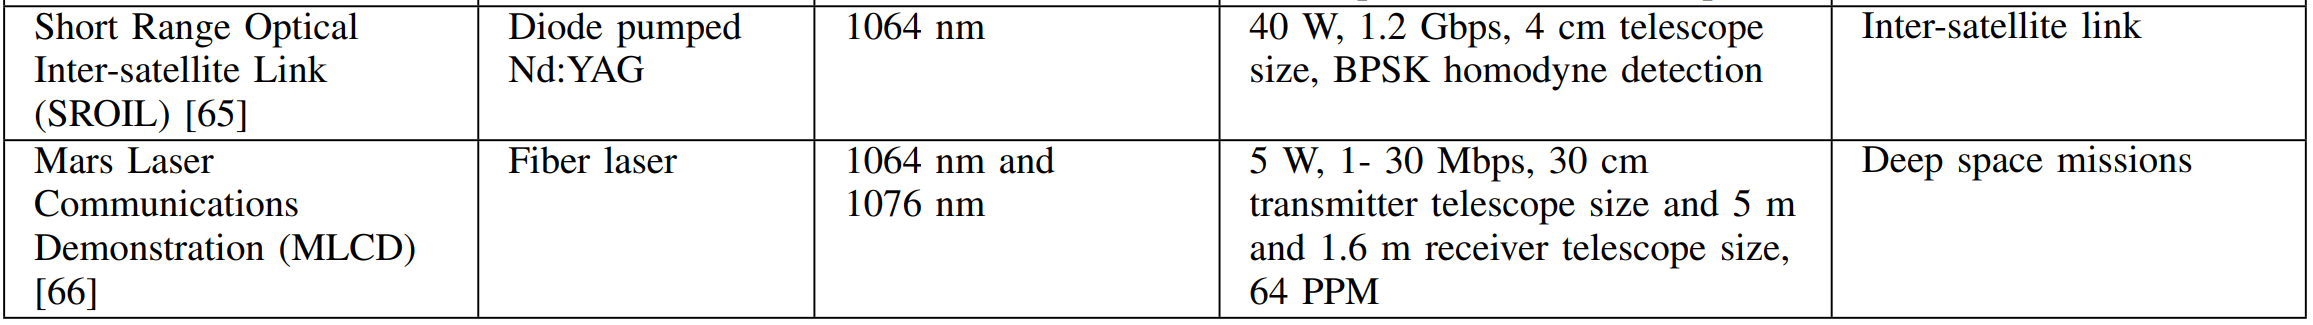 Short Range Optical
Inter-satellite Link
(SROIL) [65]
Diode pumped
Nd:YAG
1064 nm
40 W, 1.2 Gbps, 4 cm telescope
size, BPSK homodyne detection
Inter-satellite link
Mars Laser
Communications
Demonstration (MLCD)
[66]
Fiber laser
1064 nm and
1076 nm
5 W, 1- 30 Mbps, 30 cm
transmitter telescope size and 5 m
and 1.6 m receiver telescope size,
64 PPM
Deep space missions